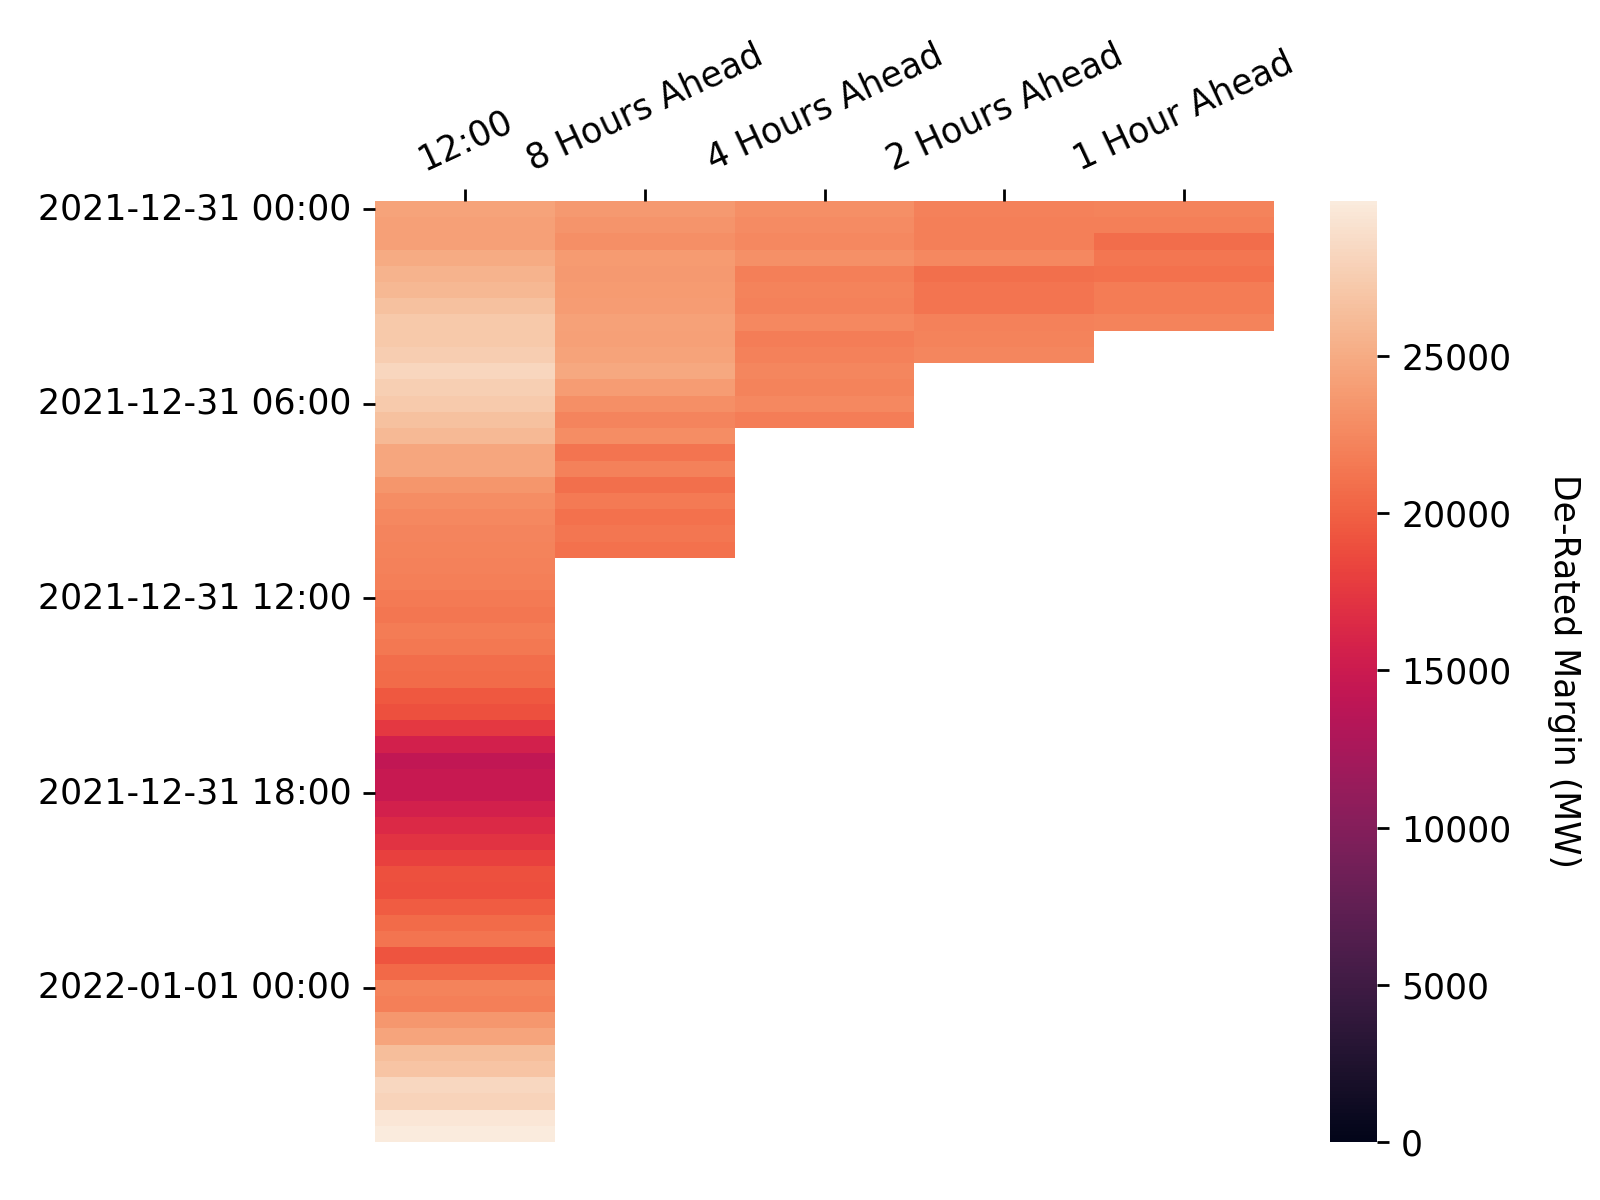 12:00
8 Hours Ahead
4 Hours Ahead
2 Hours Ahead
1 Hour Ahead
2021-12-31 00:00
2021-12-31 06:00
2021-12-31 12:00
2021-12-31 18:00
2022-01-01 00:00
25000
20000
15000
10000
5000
0
De-Rated Margin (MW)